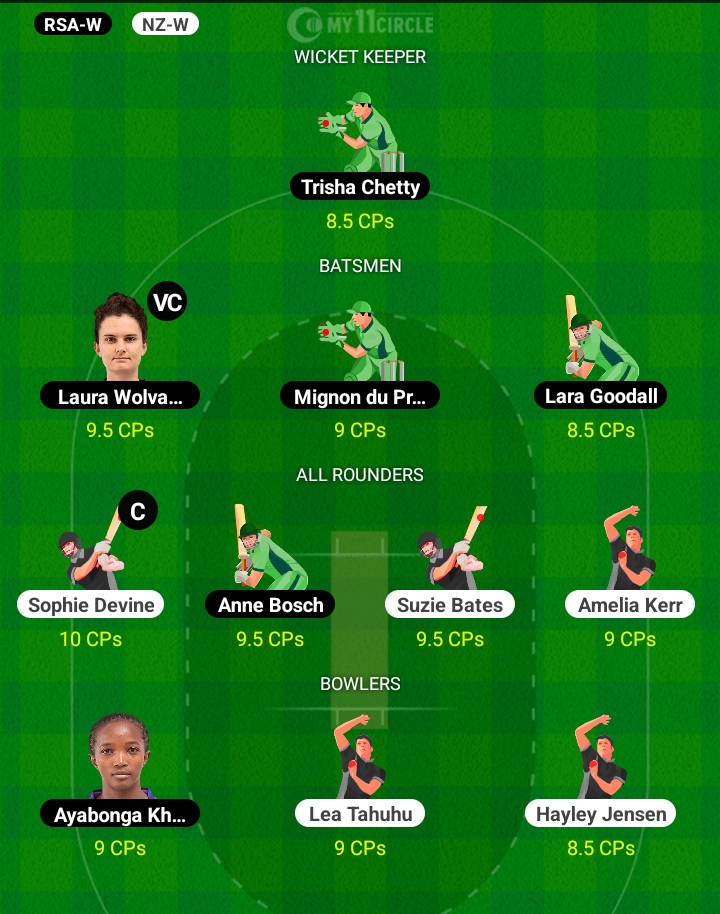 RSA-W NZ-W MY11CIRCLE
WICKET KEEPER
Trisha Chetty
8.5 CPs
BATSMEN
VC
Laura Wolva... Mignon du Pr... Lara Goodall
9.5 CPs 9 CPs 8.5 CPs
ALL ROUNDERS
C
Sophie Devine Anne Bosch Suzie Bates Amelia Kerr
10 CPs 9.5 CPs 9.5 CPs 9 CPs
BOWLERS
Ayabonga Kh... Lea Tahuhu Hayley Jensen
9 CPs 9 CPs 8.5 CPs